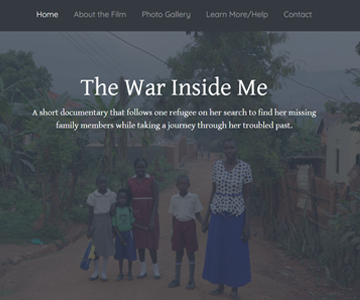 Home About the Film Photo Gallery Learn More/Help Contact
The War Inside Me
A short documentary that follows one refugee on her search to find her missing
family members while taking a journey through her troubled past.